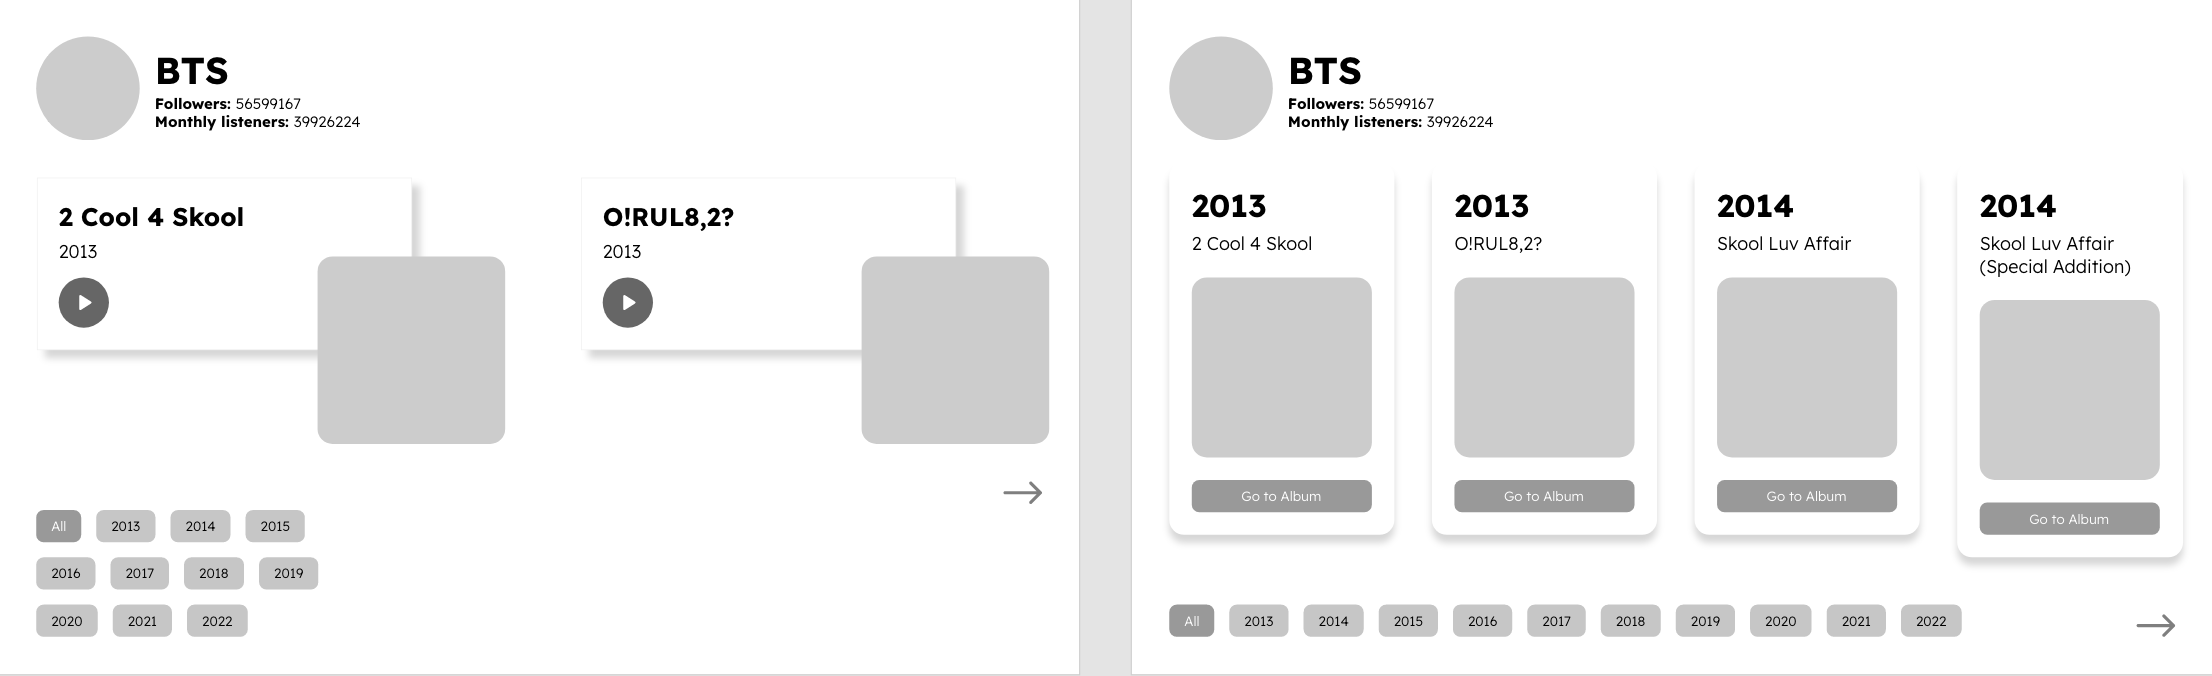 BTS
Followers: 56599167
Monthly listeners: 39926224
2 Cool 4 Skool
2013
O!RUL8,2?
2013
All 2013 2014 2015
2016 2017 2018 2019
2020 2021 2022
BTS
Followers: 56599167
Monthly listeners: 39926224
2013
2 Cool 4 Skool
Go to Album
2013
O!RUL8,2?
Go to Album
2014
Skool Luv Affair
Go to Album
2014
Skool Luv Affair
(Special Addition)
Go to Album
All 2013 2014 2015 2016 2017 2018 2019 2020 2021 2022